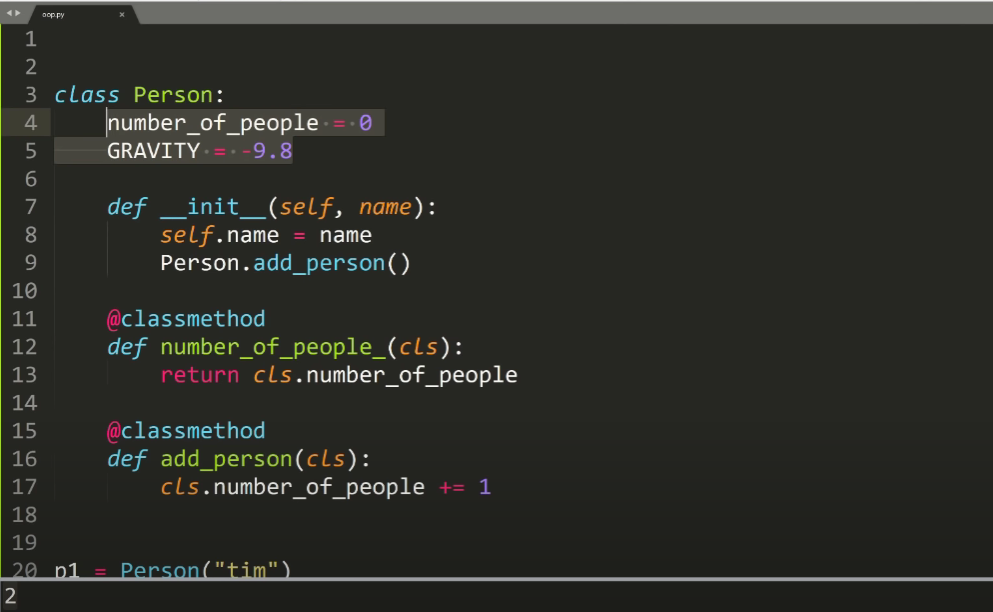 oop.py ×
1
2
3 class Person:
4     number_of_people = 0
5     GRAVITY = -9.8
6
7     def __init__(self, name):
8         self.name = name
9         Person.add_person()
10
11     @classmethod
12     def number_of_people_(cls):
13         return cls.number_of_people
14
15     @classmethod
16     def add_person(cls):
17         cls.number_of_people += 1
18
19
20 p1 = Person("tim")
2